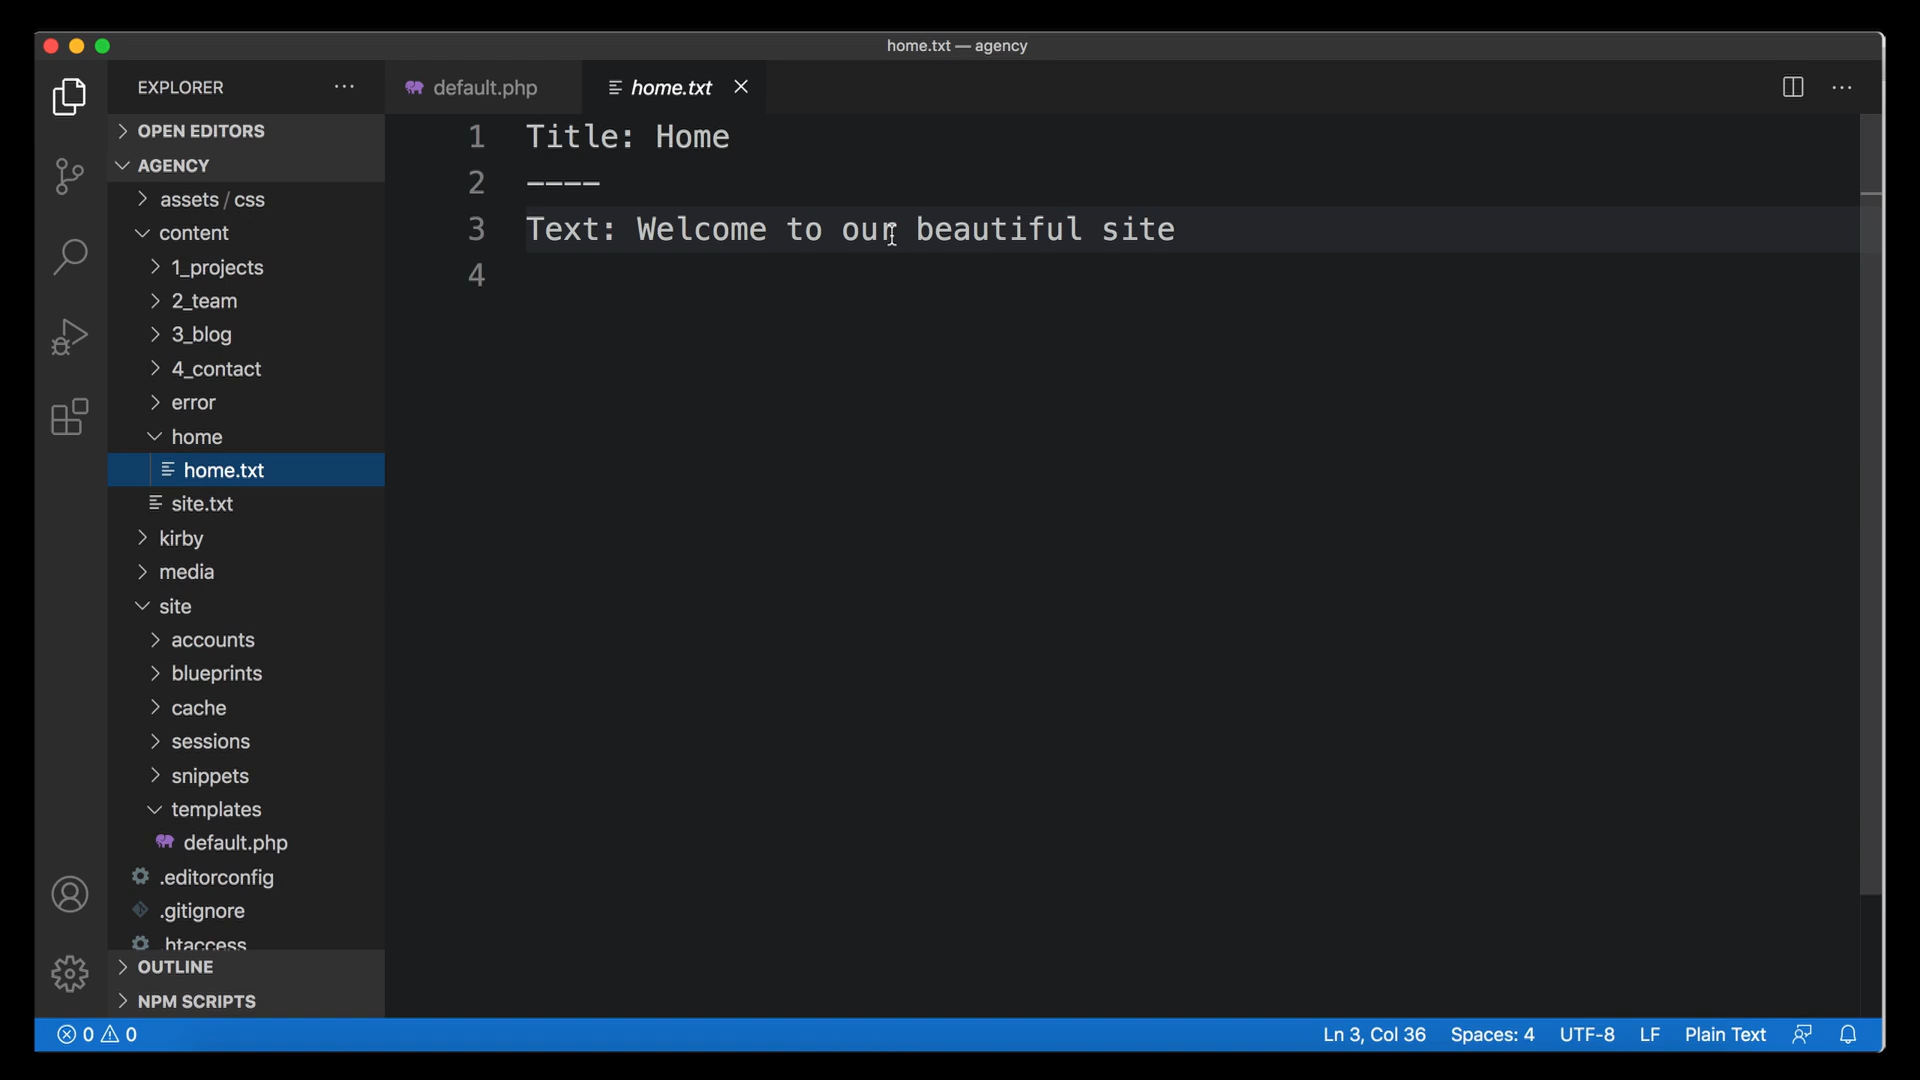 home.txt — agency
EXPLORER
default.php
home.txt
OPEN EDITORS
AGENCY
assets / css
content
1_projects
2_team
3_blog
4_contact
error
home
home.txt
site.txt
kirby
media
site
accounts
blueprints
cache
sessions
snippets
templates
default.php
.editorconfig
.gitignore
.htaccess
OUTLINE
NPM SCRIPTS
1 Title: Home
2 ----
3 Text: Welcome to our beautiful site
4
0 0
Ln 3, Col 36 Spaces: 4 UTF-8 LF Plain Text